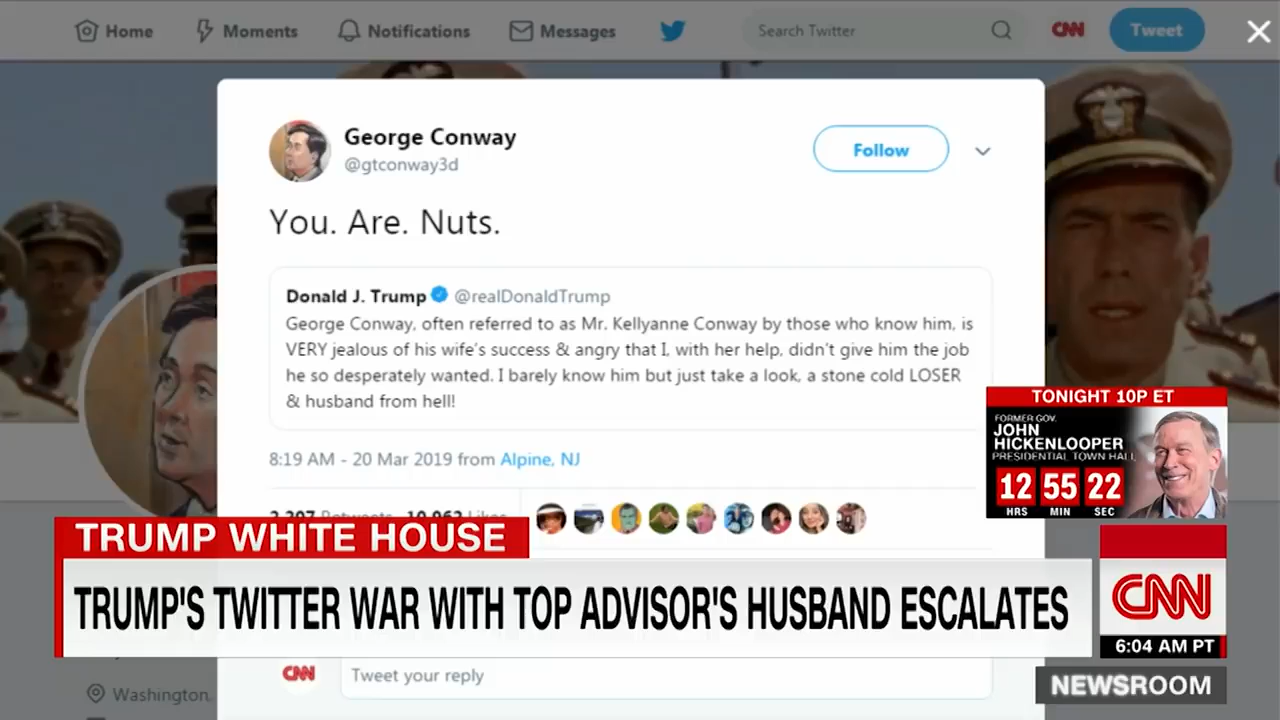 Home
Moments
Notifications
Messages
Search Twitter
CNN
Tweet
George Conway
@gtconway3d
Follow
You. Are. Nuts.
Donald J. Trump @realDonaldTrump
George Conway, often referred to as Mr. Kellyanne Conway by those who know him, is
VERY jealous of his wife's success & angry that I, with her help, didn't give him the job
he so desperately wanted. I barely know him but just take a look, a stone cold LOSER
& husband from hell!
8:19 AM - 20 Mar 2019 from Alpine, NJ
TONIGHT 10P ET
FORMER GOV.
JOHN
HICKENLOOPER
PRESIDENTIAL TOWN HALL
12 55 22
HRS MIN SEC
TRUMP WHITE HOUSE
TRUMP'S TWITTER WAR WITH TOP ADVISOR'S HUSBAND ESCALATES
CNN
6:04 AM PT
CNN
Tweet your reply
Washington,
NEWSROOM